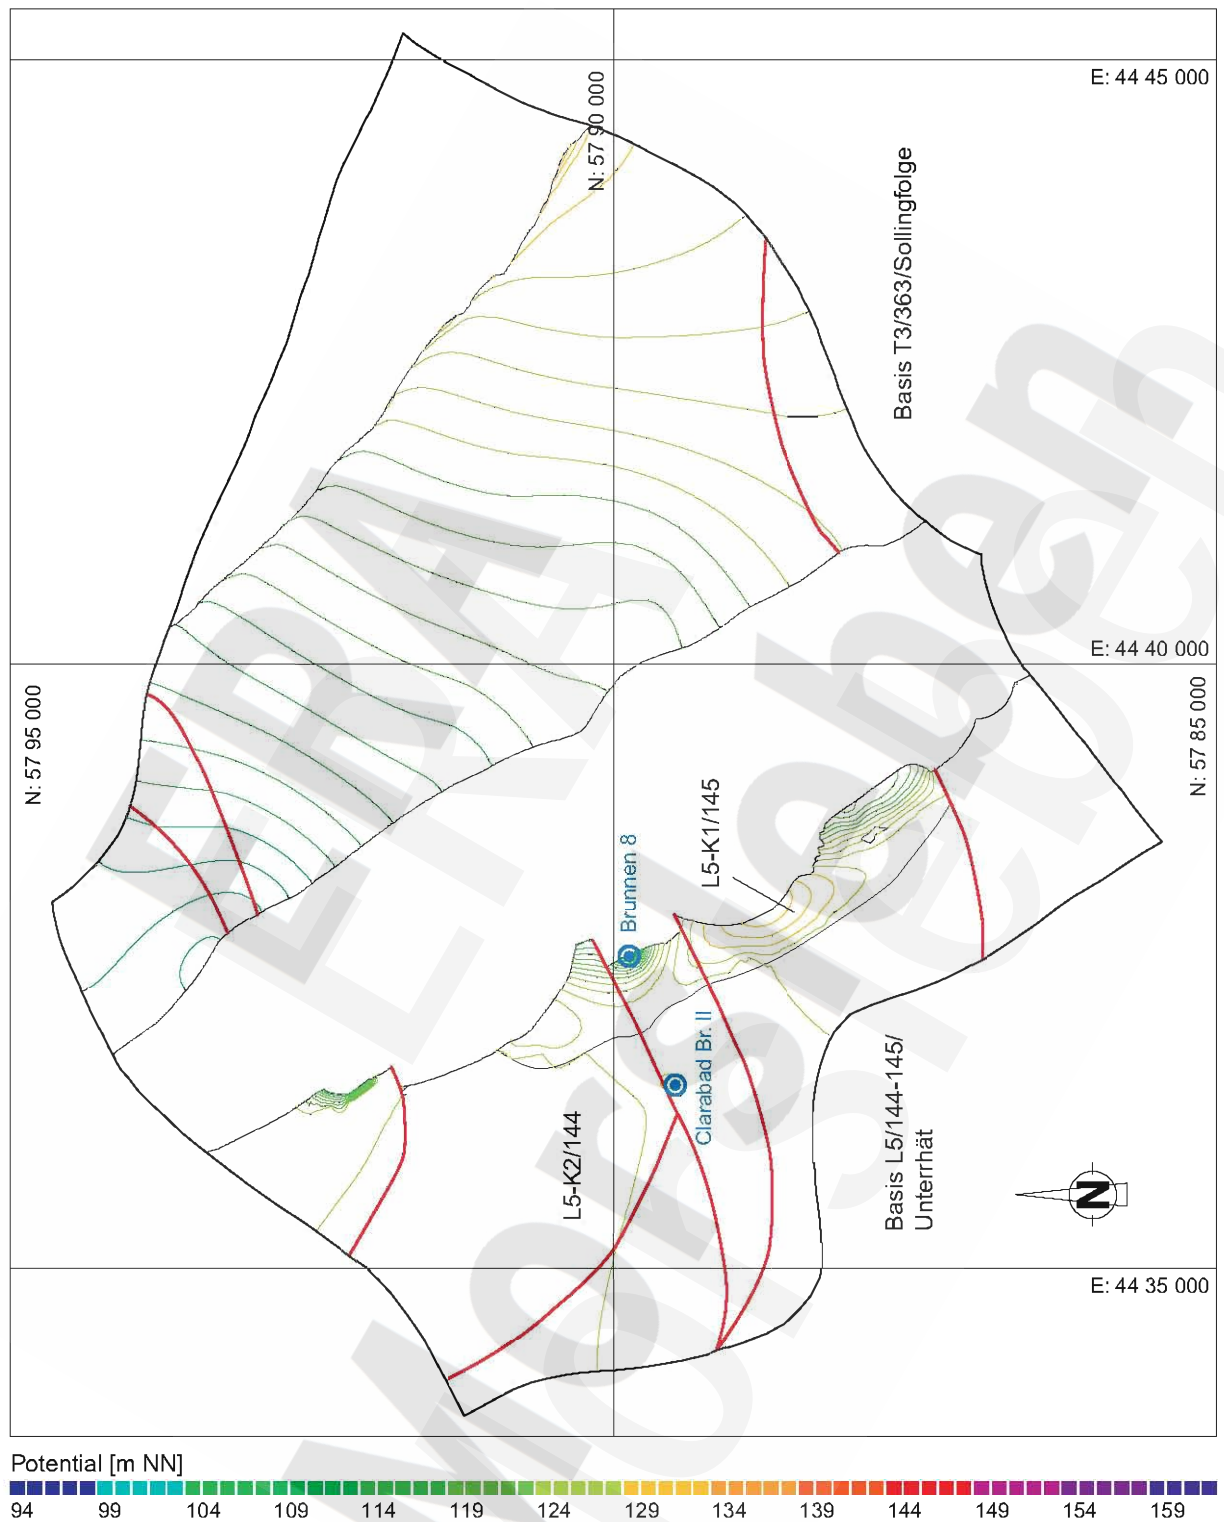 E: 44 45 000
N: 57 90 000
Basis T3/363/Sollingfolge
E: 44 40 000
N: 57 95 000
N: 57 85 000
L5-K1/145
Brunnen 8
Clarabad Br. II
L5-K2/144
Basis L5/144-145/
Unterrhät
N
E: 44 35 000
ERA Morsleben
Potential [m NN]
94 99 104 109 114 119 124 129 134 139 144 149 154 159